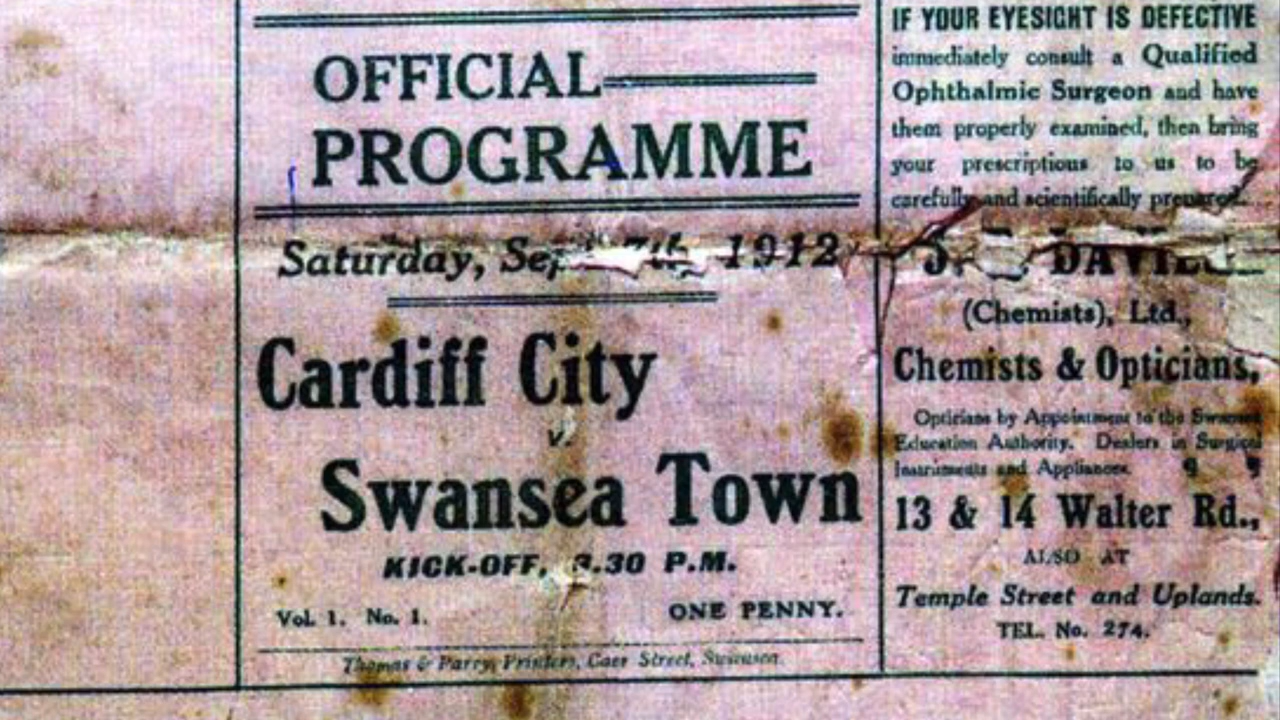 OFFICIAL
PROGRAMME
Saturday, 7th, 1912
Cardiff City
v.
Swansea Town
KICK-OFF, 3.30 P.M.
Vol. 1. No. 1. ONE PENNY.
Thomas & Parry, Printers, Caer Street, Swansea.
IF YOUR EYESIGHT IS DEFECTIVE
immediately consult a Qualified
Ophthalmic Surgeon and have
them properly examined, then bring
your prescriptions to us to be
carefully and scientifically prepared.
J. DAVIES
(Chemists), Ltd.,
Chemists & Opticians,
Opticians by Appointment to the Swansea
Education Authority. Dealers in Surgical
Instruments and Appliances.
13 & 14 Walter Rd.,
ALSO AT
Temple Street and Uplands.
TEL. No. 274.